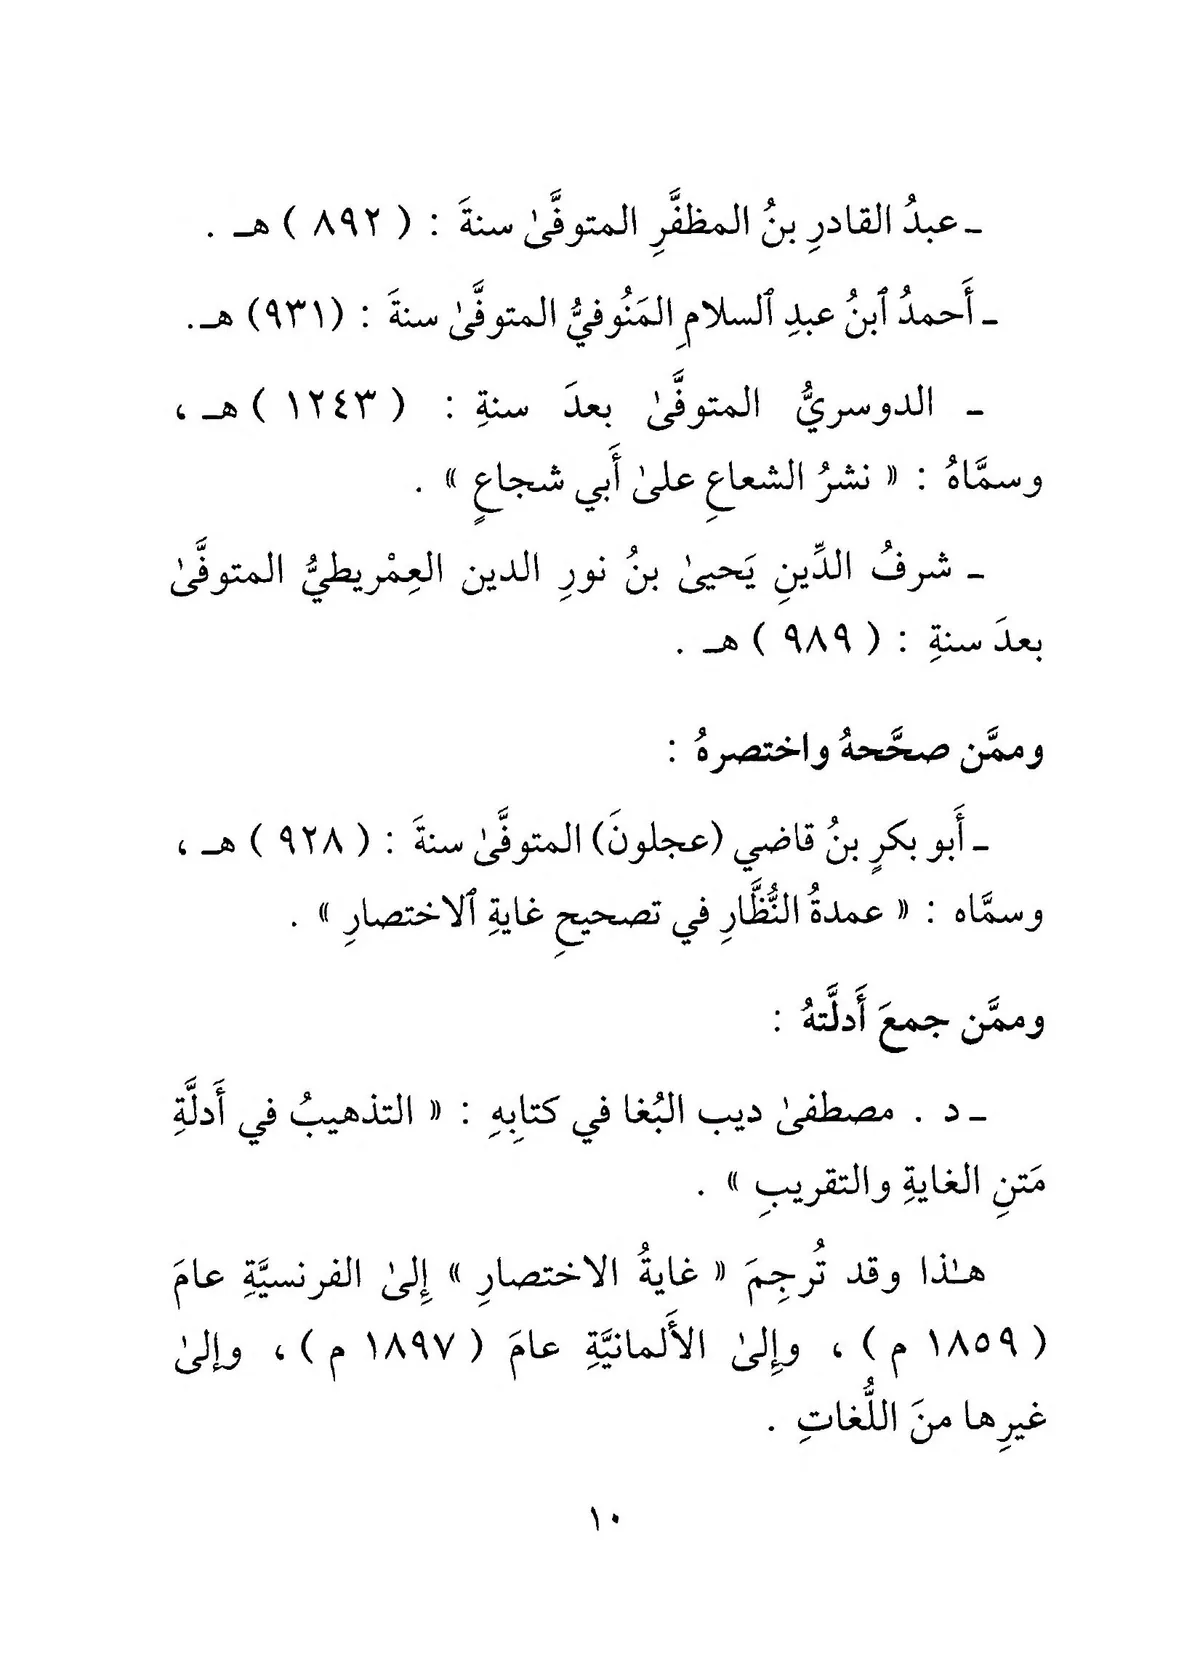 ـ عبدُ القادرِ بنُ المظفَّرِ المتوفَّىٰ سنةَ : ( ٨٩٢ ) هـ .
ـ أَحمدُ ٱبنُ عبدِ ٱلسلامِ المَنُوفيُّ المتوفَّىٰ سنةَ : (٩٣١) هـ.
ـ الدوسريُّ المتوفَّىٰ بعدَ سنةِ : ( ١٢٤٣ ) هـ ،
وسمَّاهُ : « نشرُ الشعاعِ علىٰ أَبي شجاعٍ » .
ـ شرفُ الدِّينِ يَحيىٰ بنُ نورِ الدين العِمْريطيُّ المتوفَّىٰ
بعدَ سنةِ : ( ٩٨٩ ) هـ .
وممَّن صحَّحهُ واختصرهُ :
ـ أَبو بكرٍ بنُ قاضي (عجلونَ) المتوفَّىٰ سنةَ : ( ٩٢٨ ) هـ ،
وسمَّاه : « عمدةُ النُّظَّارِ في تصحيحِ غايةِ ٱلاختصارِ » .
وممَّن جمعَ أَدلَّتهُ :
ـ د . مصطفىٰ ديب البُغا في كتابِهِ : « التذهيبُ في أَدلَّةِ
مَتنِ الغايةِ والتقريبِ » .
هـٰذا وقد تُرجِمَ « غايةُ الاختصارِ » إِلىٰ الفرنسيَّةِ عامَ
( ١٨٥٩ م ) ، وإِلىٰ الأَلمانيَّةِ عامَ ( ١٨٩٧ م ) ، وإلىٰ
غيرِها منَ اللُّغاتِ .
١٠